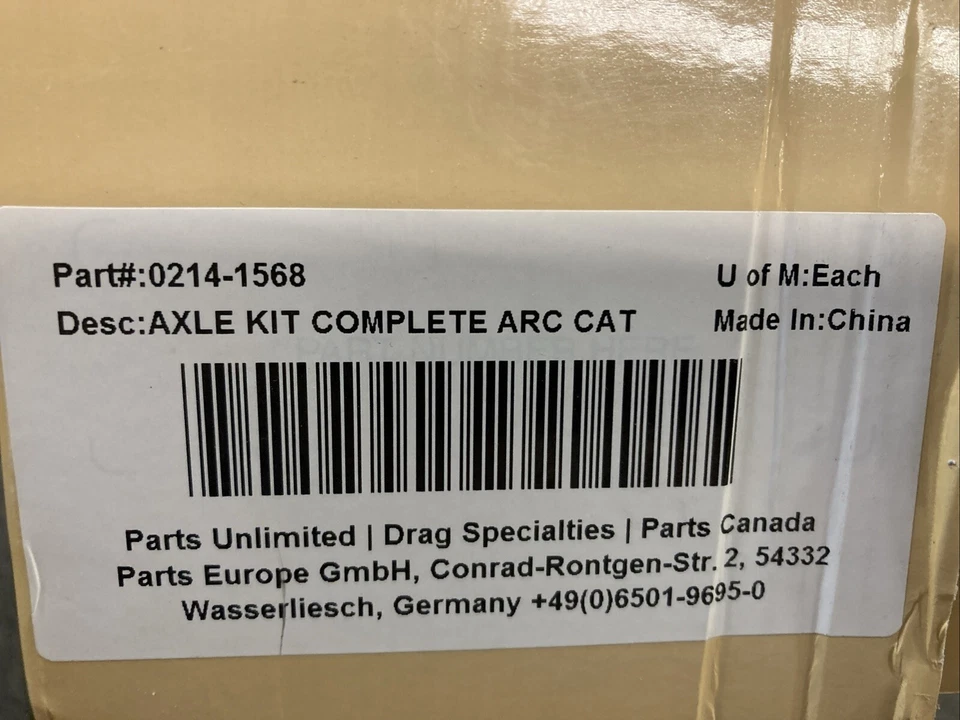 Part#:0214-1568
U of M:Each
Desc:AXLE KIT COMPLETE ARC CAT
Made In:China
Parts Unlimited | Drag Specialties | Parts Canada
Parts Europe GmbH, Conrad-Rontgen-Str. 2, 54332
Wasserliesch, Germany +49(0)6501-9695-0